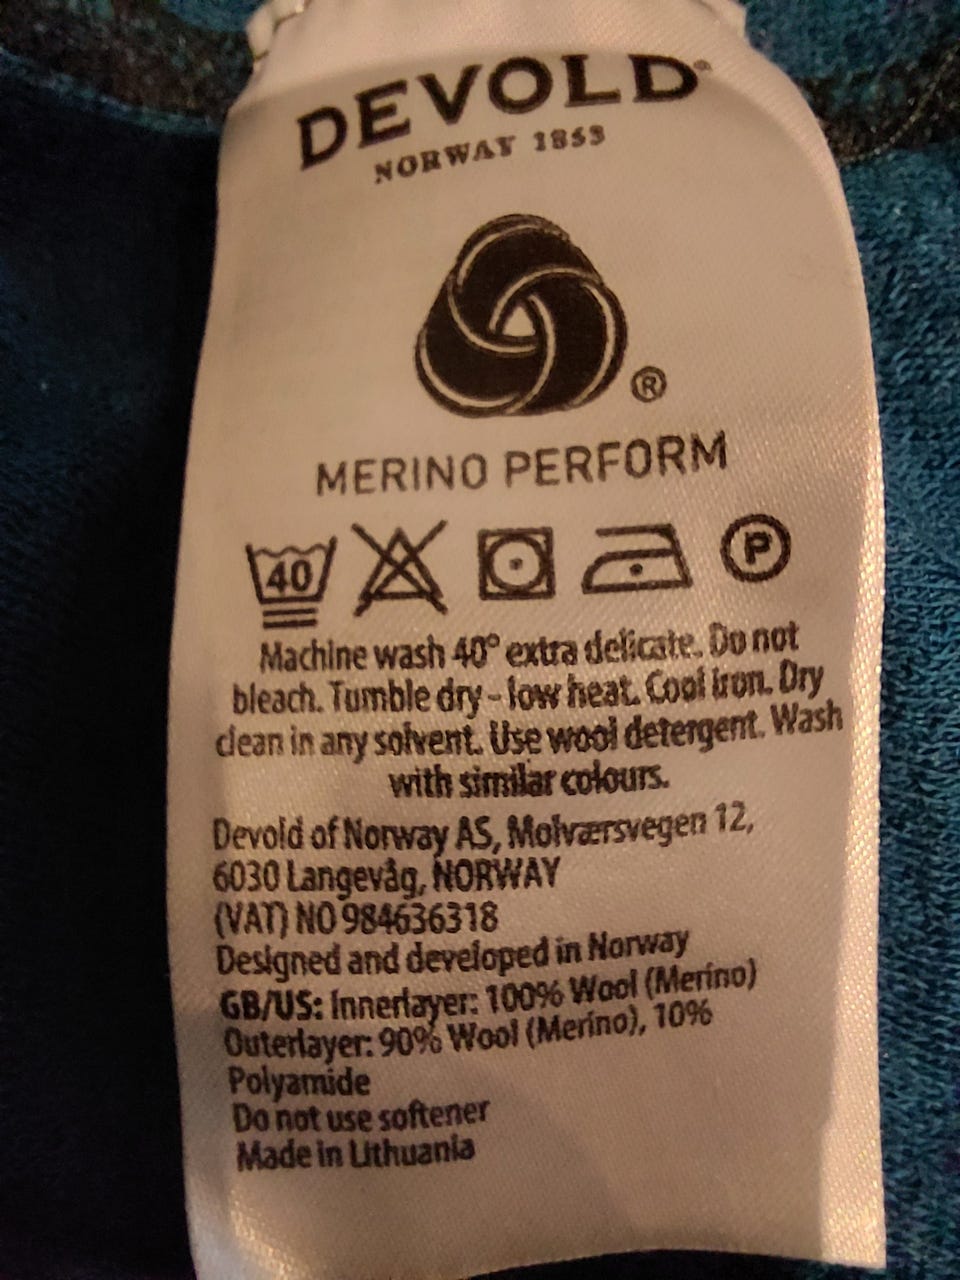 DEVOLD®
NORWAY 1853
®
MERINO PERFORM
40 P
Machine wash 40° extra delicate. Do not
bleach. Tumble dry - low heat. Cool iron. Dry
clean in any solvent. Use wool detergent. Wash
with similar colours.
Devold of Norway AS, Molværsvegen 12,
6030 Langevåg, NORWAY
(VAT) NO 984636318
Designed and developed in Norway
GB/US: Innerlayer: 100% Wool (Merino)
Outerlayer: 90% Wool (Merino), 10%
Polyamide
Do not use softener
Made in Lithuania